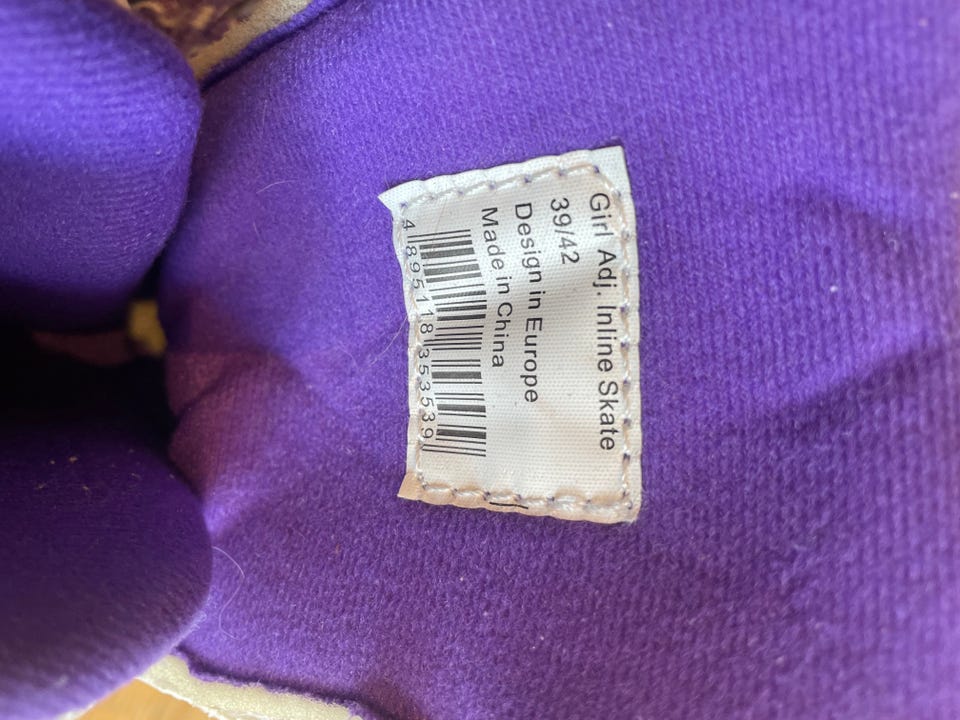 Girl Adj. Inline Skate
39/42
Design in Europe
Made in China
4 895118 353539